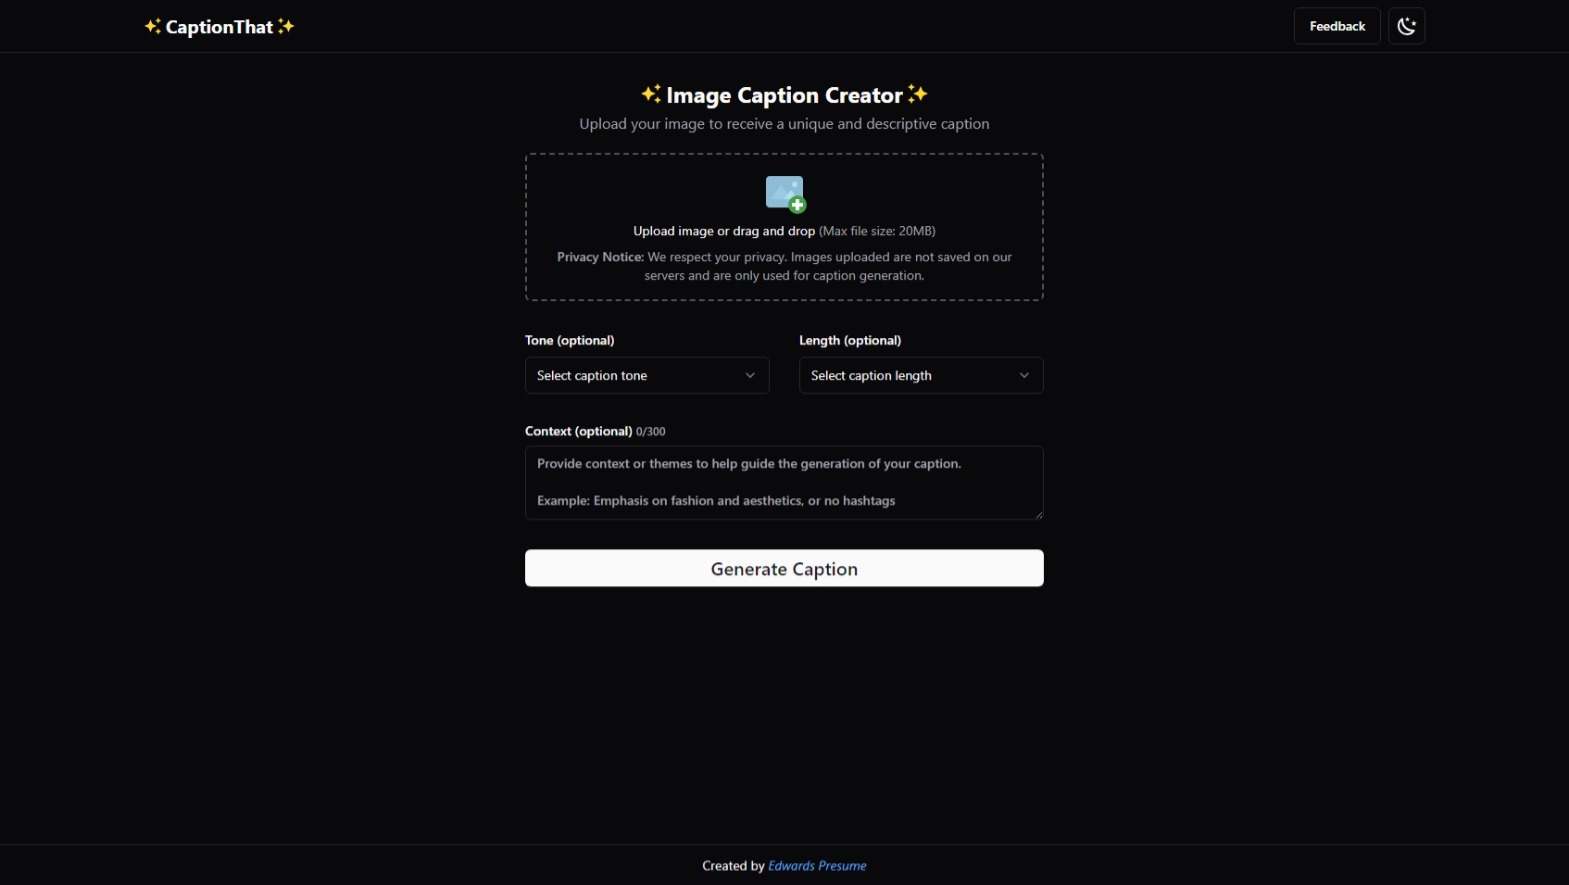 ✨CaptionThat✨
Feedback
✨Image Caption Creator✨
Upload your image to receive a unique and descriptive caption
Upload image or drag and drop (Max file size: 20MB)
Privacy Notice: We respect your privacy. Images uploaded are not saved on our
servers and are only used for caption generation.
Tone (optional)
Length (optional)
Select caption tone
Select caption length
Context (optional) 0/300
Provide context or themes to help guide the generation of your caption.
Example: Emphasis on fashion and aesthetics, or no hashtags
Generate Caption
Created by Edwards Presume